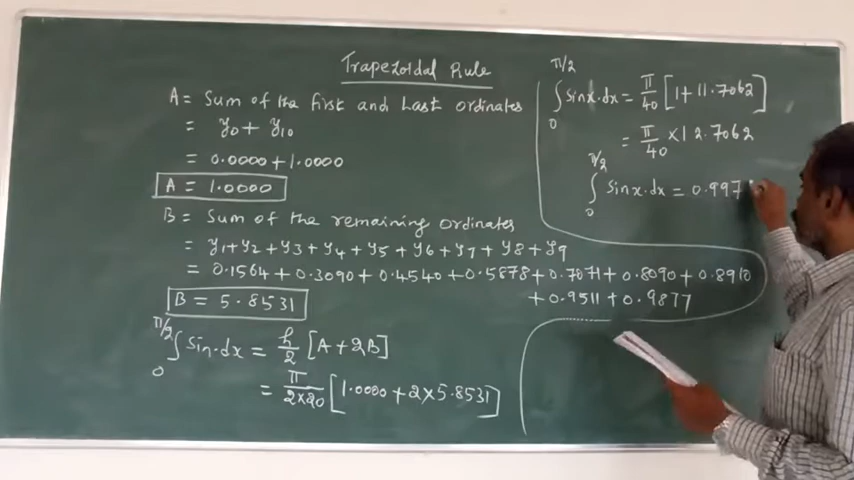 Trapezoidal Rule
A = Sum of the first and Last ordinates
= y0 + y10
= 0.0000 + 1.0000
A = 1.0000
B = Sum of the remaining ordinates
= y1 + y2 + y3 + y4 + y5 + y6 + y7 + y8 + y9
= 0.1564 + 0.3090 + 0.4540 + 0.5878 + 0.7071 + 0.8090 + 0.8910
+ 0.9511 + 0.9877
B = 5.8531
∫₀^π/2 sin.dx = h/2 [A + 2B]
= π/2×20 [1.0000 + 2×5.8531]
∫₀^π/2 sinx.dx = π/40 [1 + 11.7062]
= π/40 × 12.7062
∫₀^π/2 sinx.dx = 0.997